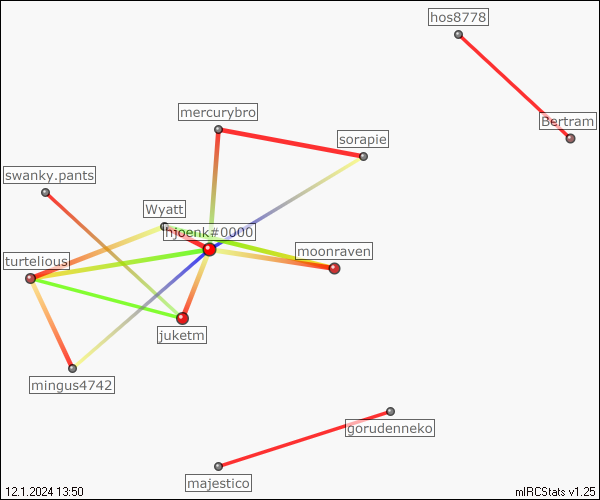 hos8778
mercurybro
Bertram
sorapie
swanky.pants
Wyatt
hjoenk#0000
moonraven
turtelious
juketm
mingus4742
gorudenneko
majestico
12.1.2024 13:50
mIRCStats v1.25